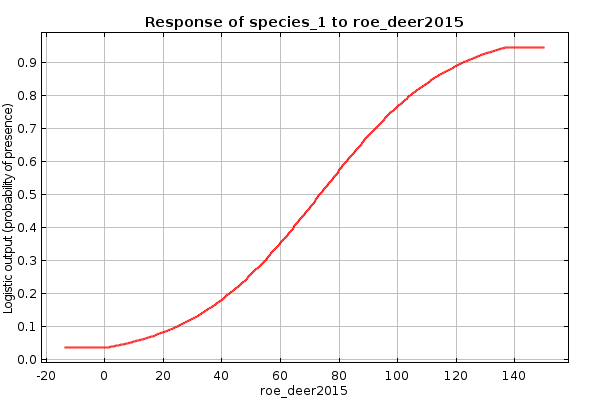 Response of species_1 to roe_deer2015
Logistic output (probability of presence)
0.9
0.8
0.7
0.6
0.5
0.4
0.3
0.2
0.1
0.0
-20 0 20 40 60 80 100 120 140
roe_deer2015